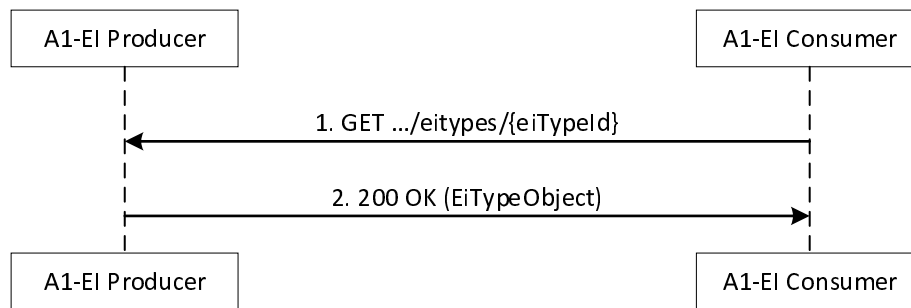 A1-EI Producer
A1-EI Consumer
1. GET .../eitypes/{eiTypeId}
2. 200 OK (EiTypeObject)
A1-EI Producer
A1-EI Consumer